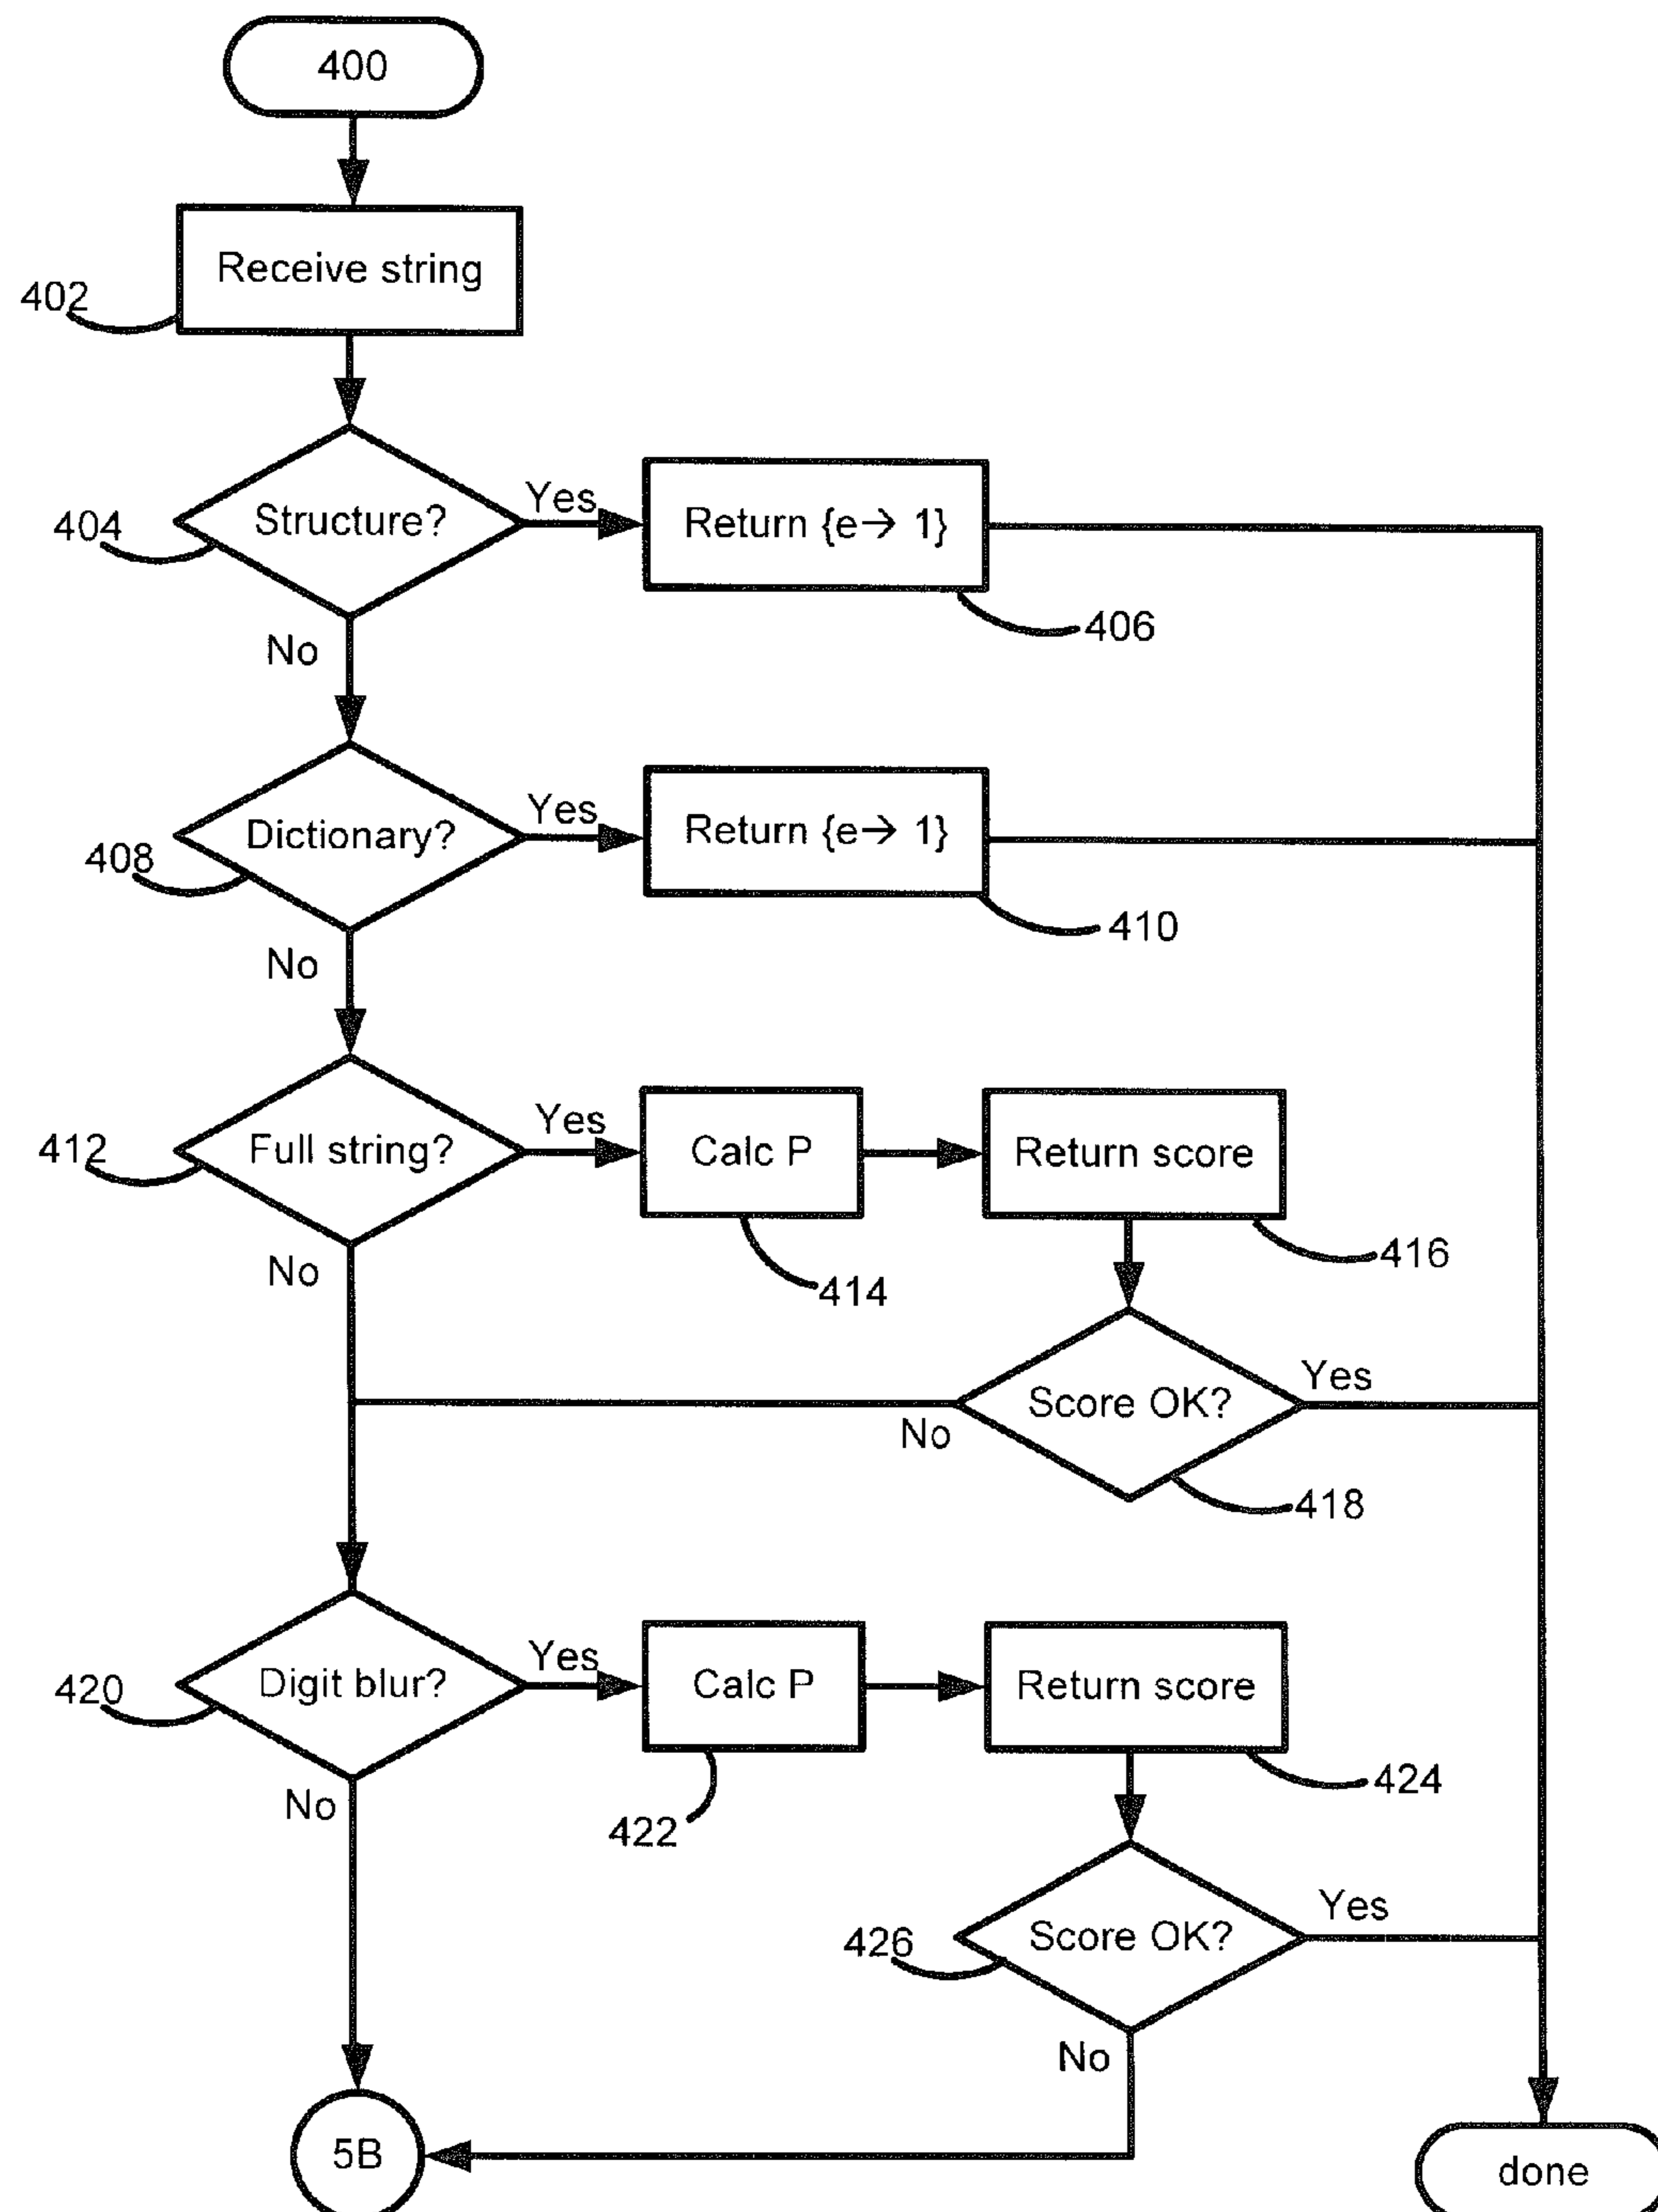 400
Receive string
402
Structure?
Yes
Return {e→ 1}
404
406
No
Dictionary?
Yes
Return {e→ 1}
408
410
No
Full string?
Yes
Calc P
Return score
412
414
416
No
Score OK?
Yes
No
418
Digit blur?
Yes
Calc P
Return score
420
422
424
No
Score OK?
Yes
426
No
5B
done